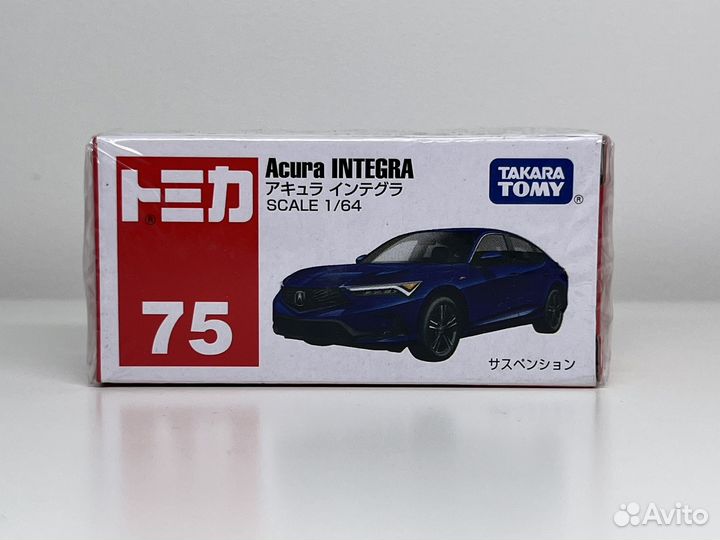 トミカ
®
75
Acura INTEGRA
アキュラ インテグラ
SCALE 1/64
TAKARA
TOMY
®
サスペンション
Avito